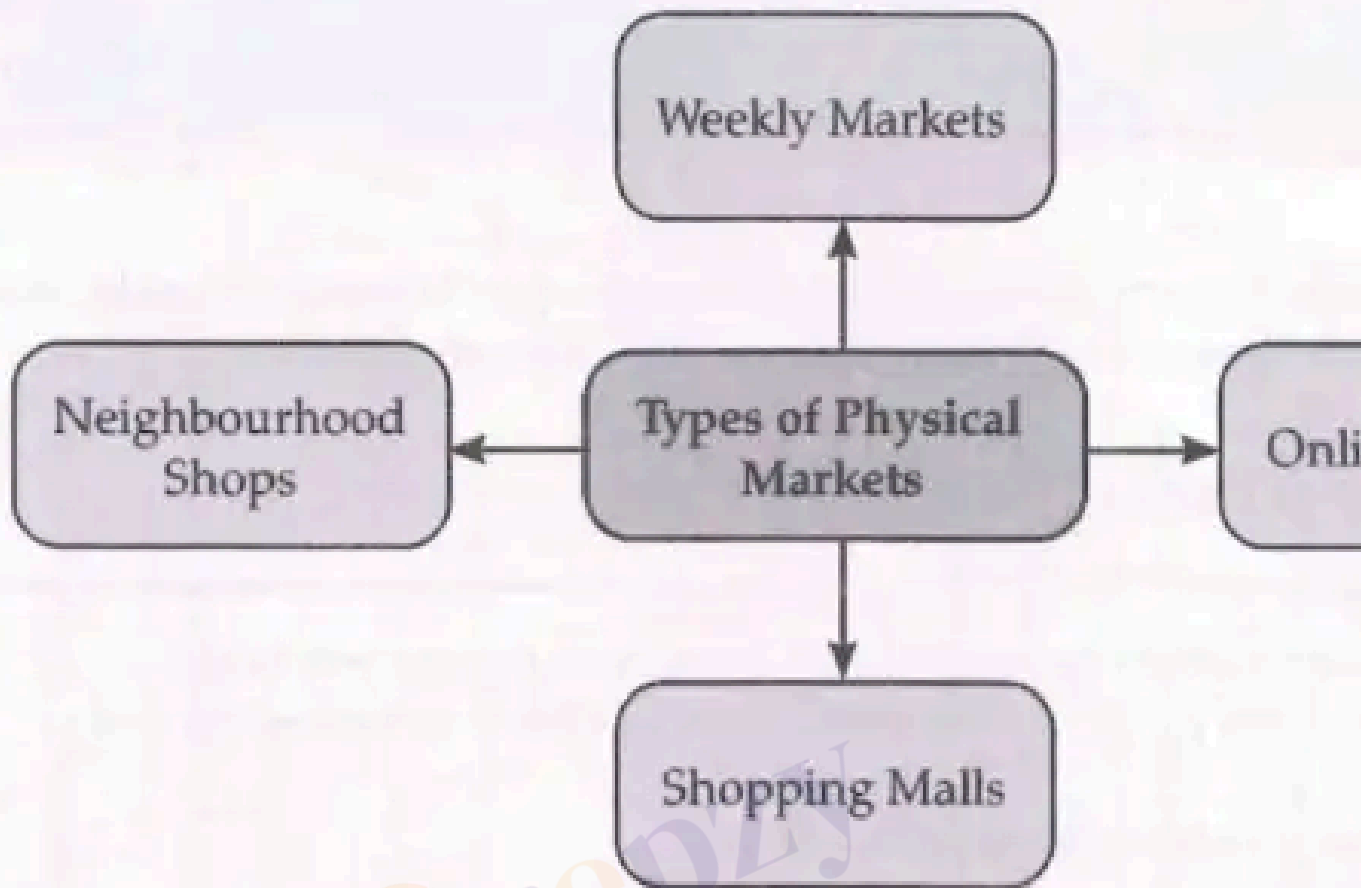 Weekly Markets
Neighbourhood
Shops
Types of Physical
Markets
Shopping Malls